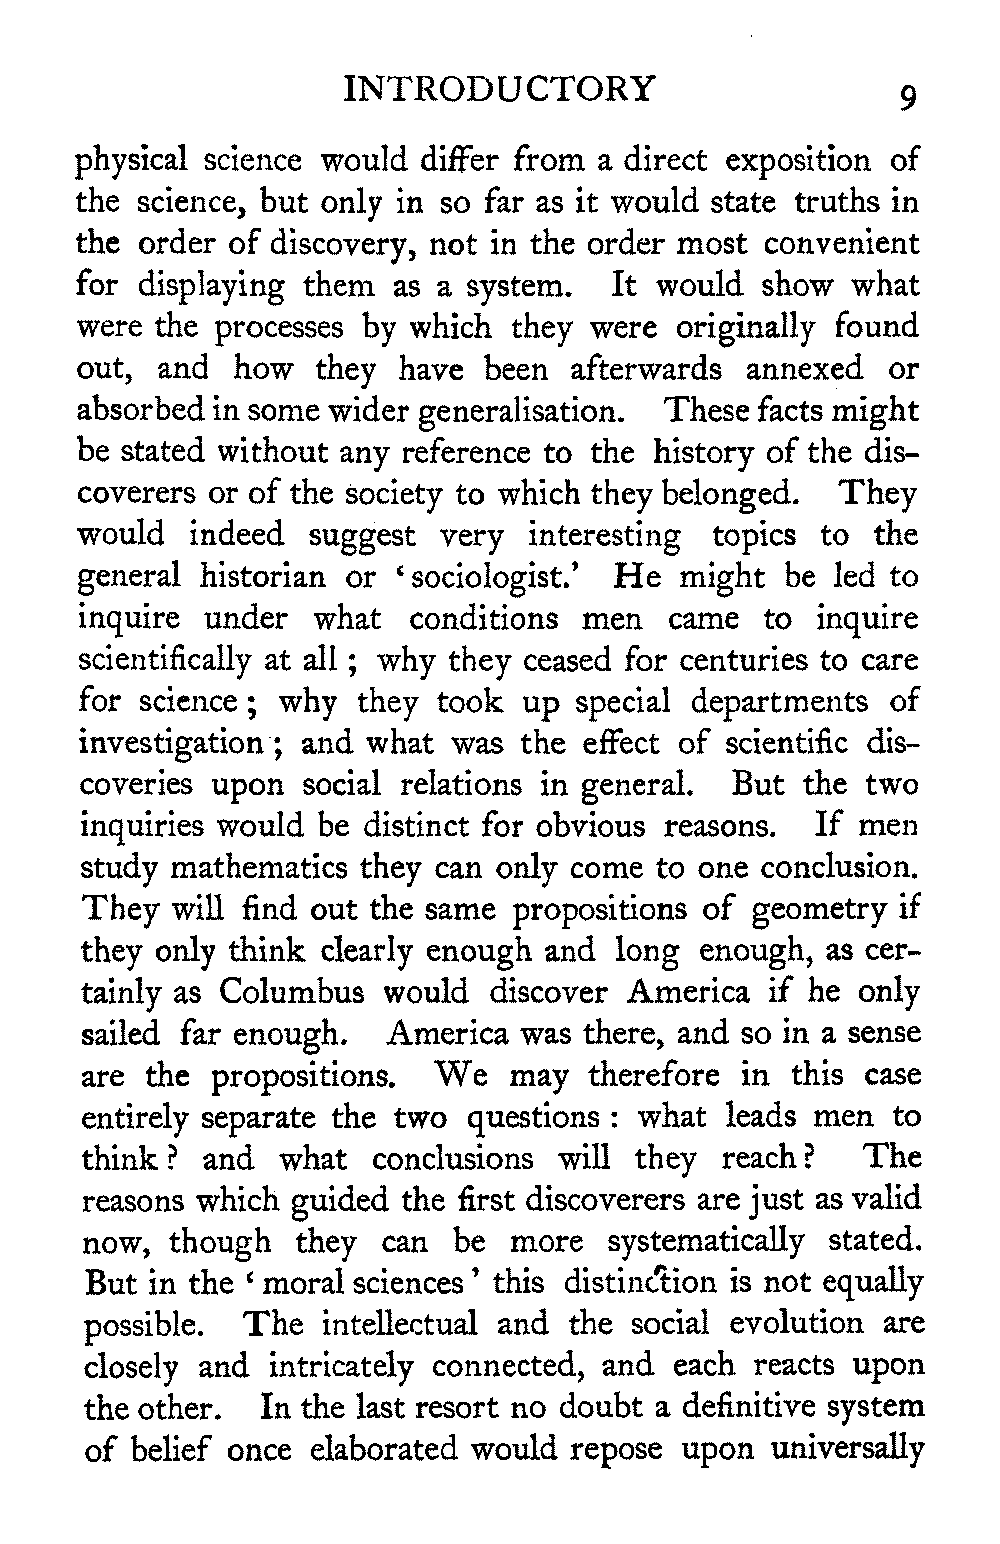 INTRODUCTORY 9
physical science would differ from a direct exposition of
the science, but only in so far as it would state truths in
the order of discovery, not in the order most convenient
for displaying them as a system. It would show what
were the processes by which they were originally found
out, and how they have been afterwards annexed or
absorbed in some wider generalisation. These facts might
be stated without any reference to the history of the dis-
coverers or of the society to which they belonged. They
would indeed suggest very interesting topics to the
general historian or ‘sociologist.’ He might be led to
inquire under what conditions men came to inquire
scientifically at all ; why they ceased for centuries to care
for science ; why they took up special departments of
investigation ; and what was the effect of scientific dis-
coveries upon social relations in general. But the two
inquiries would be distinct for obvious reasons. If men
study mathematics they can only come to one conclusion.
They will find out the same propositions of geometry if
they only think clearly enough and long enough, as cer-
tainly as Columbus would discover America if he only
sailed far enough. America was there, and so in a sense
are the propositions. We may therefore in this case
entirely separate the two questions : what leads men to
think ? and what conclusions will they reach ? The
reasons which guided the first discoverers are just as valid
now, though they can be more systematically stated.
But in the ‘ moral sciences ’ this distinction is not equally
possible. The intellectual and the social evolution are
closely and intricately connected, and each reacts upon
the other. In the last resort no doubt a definitive system
of belief once elaborated would repose upon universally